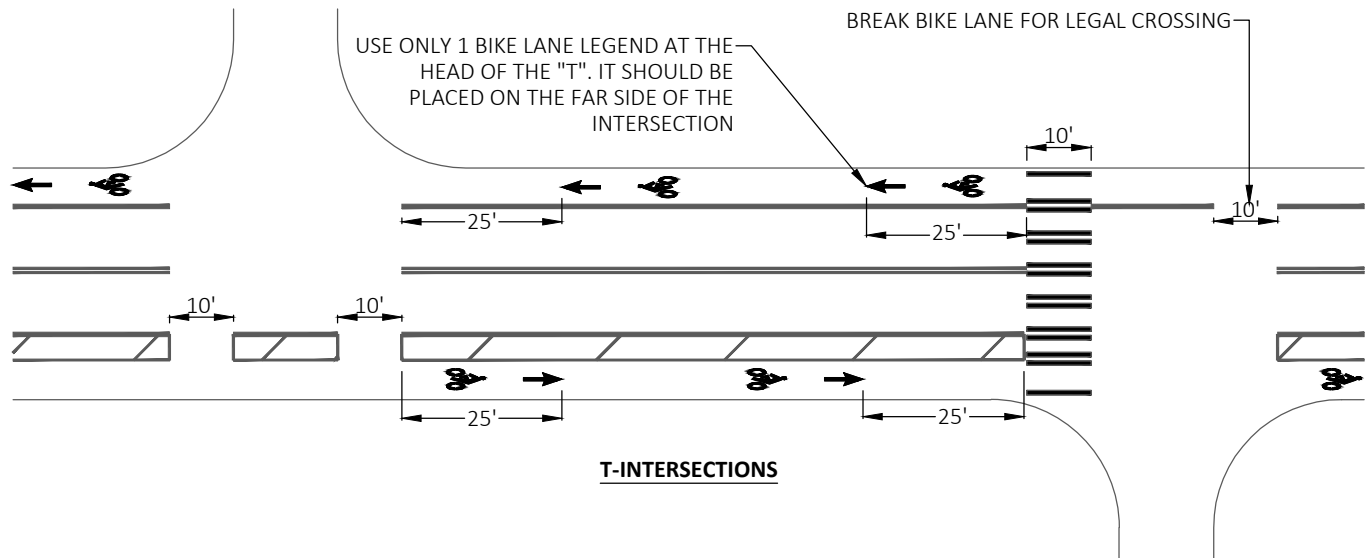 BREAK BIKE LANE FOR LEGAL CROSSING
USE ONLY 1 BIKE LANE LEGEND AT THE
HEAD OF THE "T". IT SHOULD BE
PLACED ON THE FAR SIDE OF THE
INTERSECTION
10'
25'
25'
10'
10'
10'
25'
25'
T-INTERSECTIONS